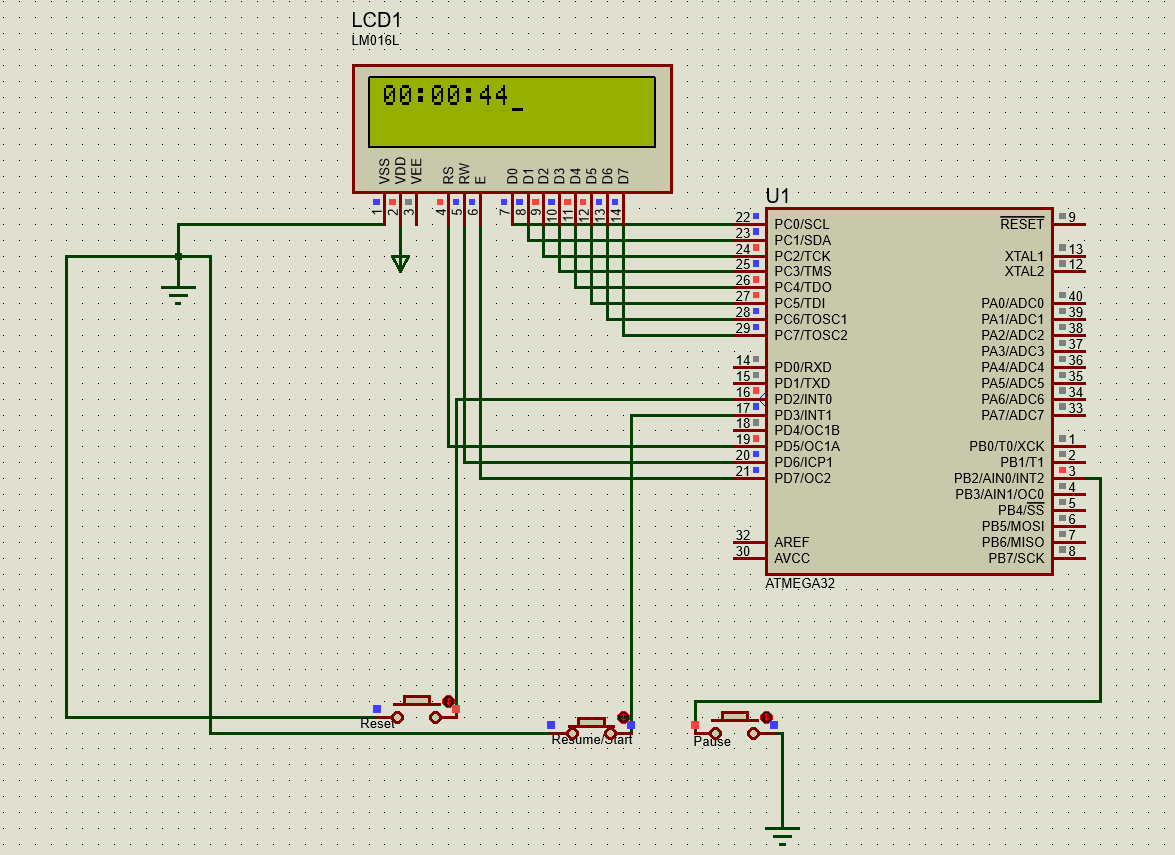 LCD1
LM016L
00:00:44_
VSS VDD VEE RS RW E D0 D1 D2 D3 D4 D5 D6 D7
1 2 3 4 5 6 7 8 9 10 11 12 13 14
U1
22 PC0/SCL RESET 9
23 PC1/SDA
24 PC2/TCK XTAL1 13
25 PC3/TMS XTAL2 12
26 PC4/TDO
27 PC5/TDI PA0/ADC0 40
28 PC6/TOSC1 PA1/ADC1 39
29 PC7/TOSC2 PA2/ADC2 38
PA3/ADC3 37
14 PD0/RXD PA4/ADC4 36
15 PD1/TXD PA5/ADC5 35
16 PD2/INT0 PA6/ADC6 34
17 PD3/INT1 PA7/ADC7 33
18 PD4/OC1B
19 PD5/OC1A PB0/T0/XCK 1
20 PD6/ICP1 PB1/T1 2
21 PD7/OC2 PB2/AIN0/INT2 3
PB3/AIN1/OC0 4
PB4/SS 5
PB5/MOSI 6
32 AREF PB6/MISO 7
30 AVCC PB7/SCK 8
ATMEGA32
Reset
Resume/Start
Pause